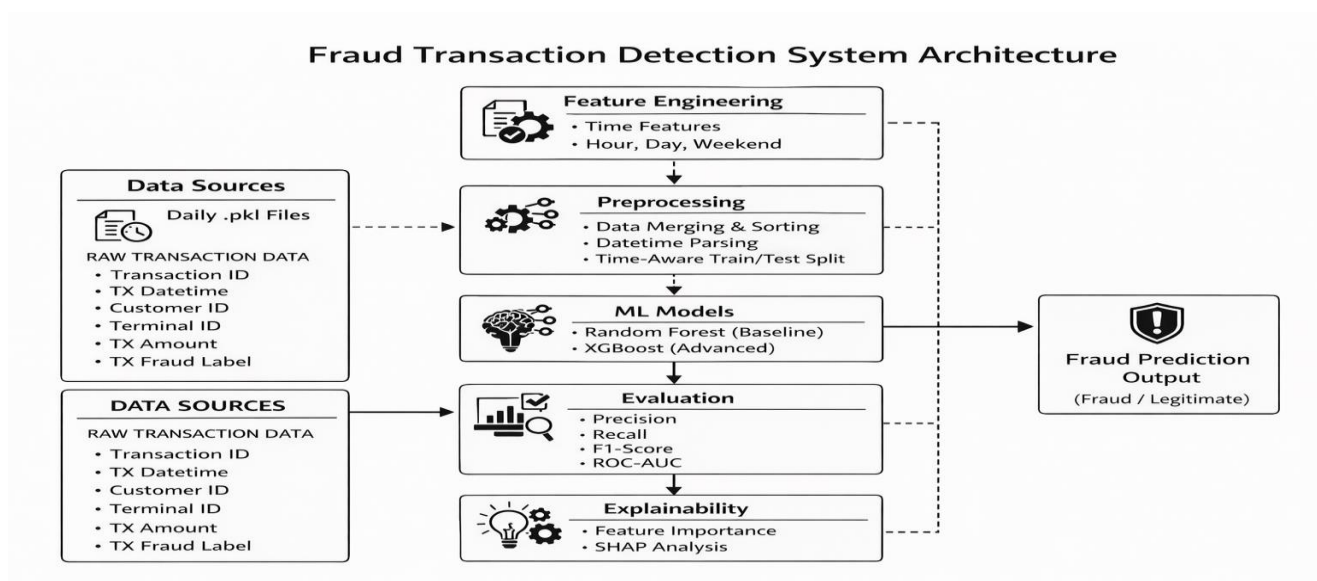 Fraud Transaction Detection System Architecture
Data Sources
Daily .pkl Files
RAW TRANSACTION DATA
• Transaction ID
• TX Datetime
• Customer ID
• Terminal ID
• TX Amount
• TX Fraud Label
DATA SOURCES
RAW TRANSACTION DATA
• Transaction ID
• TX Datetime
• Customer ID
• Terminal ID
• TX Amount
• TX Fraud Label
Feature Engineering
• Time Features
• Hour, Day, Weekend
Preprocessing
• Data Merging & Sorting
• Datetime Parsing
• Time-Aware Train/Test Split
ML Models
• Random Forest (Baseline)
• XGBoost (Advanced)
Evaluation
• Precision
• Recall
• F1-Score
• ROC-AUC
Explainability
• Feature Importance
• SHAP Analysis
Fraud Prediction
Output
(Fraud / Legitimate)